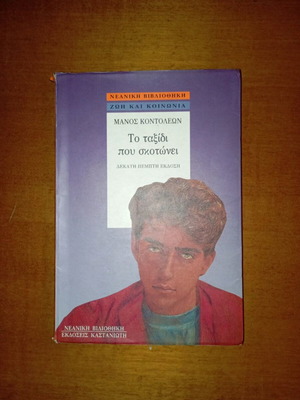 ΝΕΑΝΙΚΗ ΒΙΒΛΙΟΘΗΚΗ
ΖΩΗ ΚΑΙ ΚΟΙΝΩΝΙΑ
ΜΑΝΟΣ ΚΟΝΤΟΛΕΩΝ
Το ταξίδι
που σκοτώνει
ΔΕΚΑΤΗ ΠΕΜΠΤΗ ΕΚΔΟΣΗ
ΝΕΑΝΙΚΗ ΒΙΒΛΙΟΘΗΚΗ
ΕΚΔΟΣΕΙΣ ΚΑΣΤΑΝΙΩΤΗ